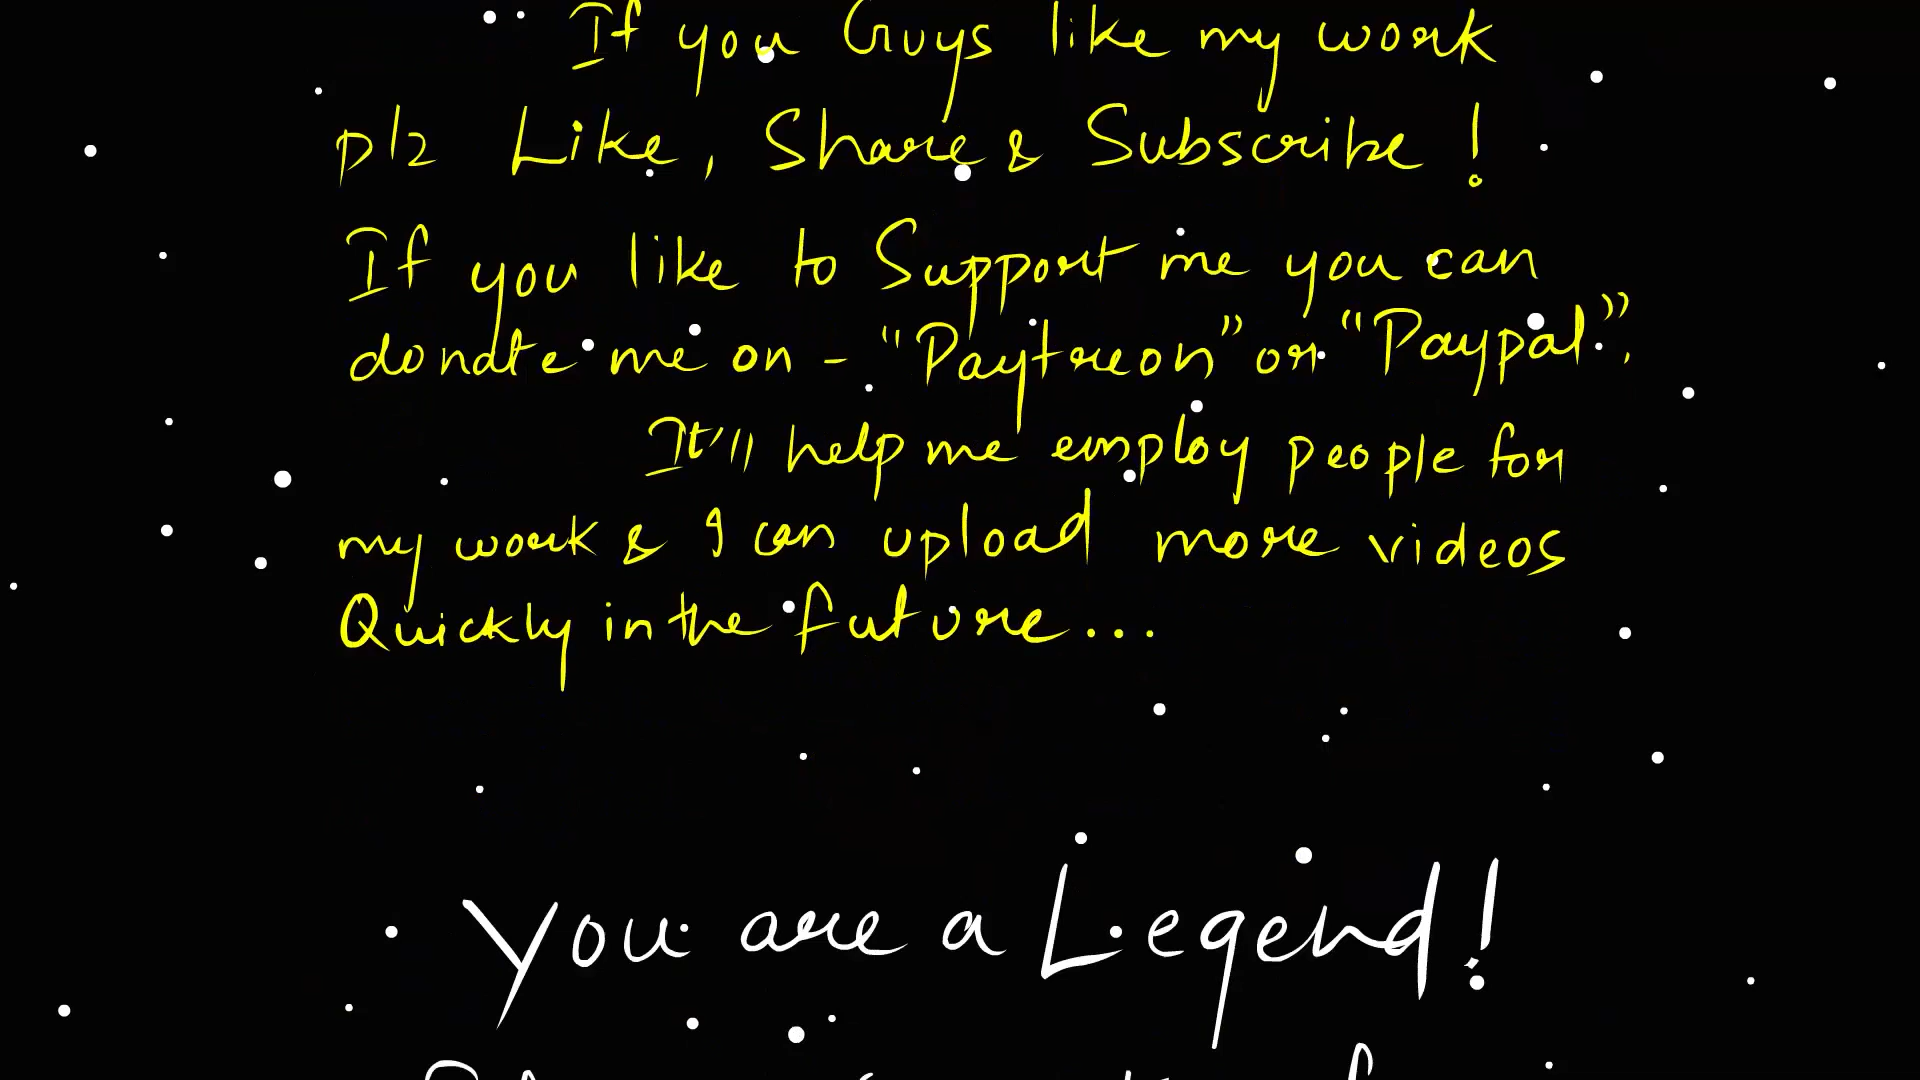 If you Guys like my work
plz Like, Share & Subscribe !
If you like to Support me you can
donate me on - "Paytreon" or "Paypal".
It'll help me employ people for
my work & I can upload more videos
Quickly in the future...
You are a Legend!